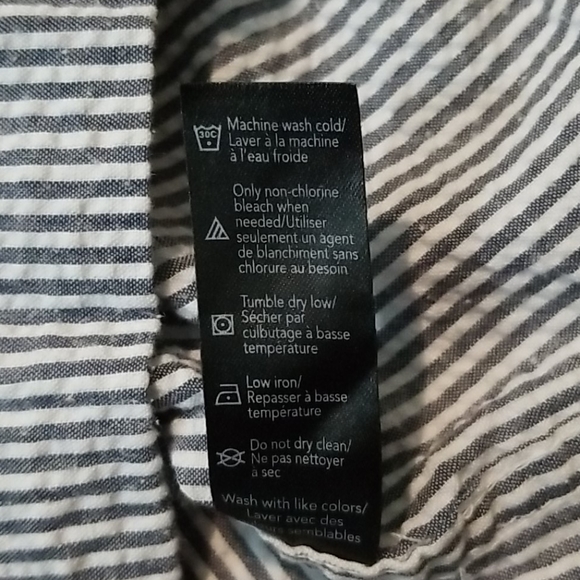 30C
Machine wash cold/
Laver à la machine
à l'eau froide
Only non-chlorine
bleach when
needed/Utiliser
seulement un agent
de blanchiment sans
chlorure au besoin
Tumble dry low/
Sécher par
culbutage à basse
température
Low iron/
Repasser à basse
température
Do not dry clean/
Ne pas nettoyer
à sec
Wash with like colors/
Laver avec des
semblables